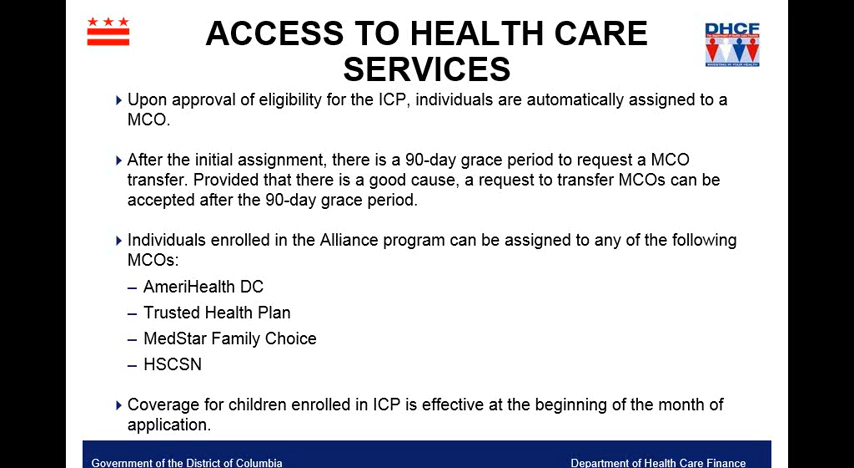 ACCESS TO HEALTH CARE
SERVICES
DHCF
Upon approval of eligibility for the ICP, individuals are automatically assigned to a
MCO.
After the initial assignment, there is a 90-day grace period to request a MCO
transfer. Provided that there is a good cause, a request to transfer MCOs can be
accepted after the 90-day grace period.
Individuals enrolled in the Alliance program can be assigned to any of the following
MCOs:
– AmeriHealth DC
– Trusted Health Plan
– MedStar Family Choice
– HSCSN
Coverage for children enrolled in ICP is effective at the beginning of the month of
application.
Government of the District of Columbia
Department of Health Care Finance